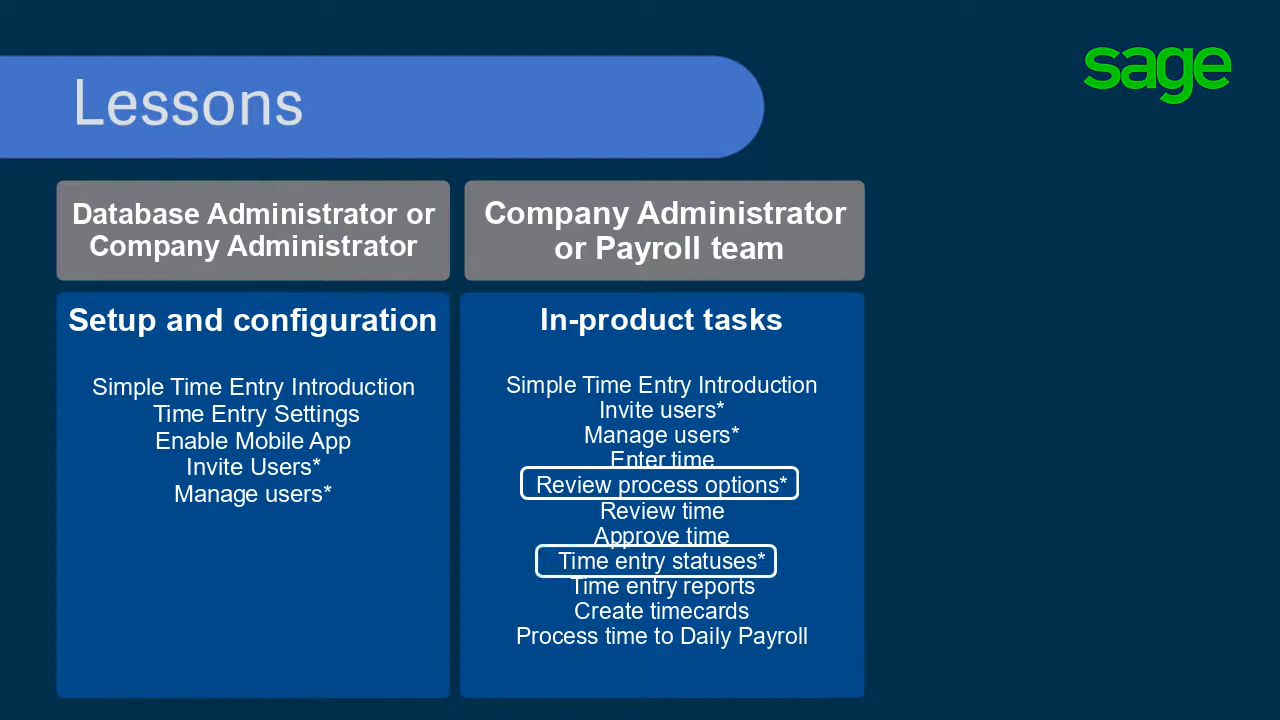 Lessons
sage
Database Administrator or
Company Administrator
Setup and configuration
Simple Time Entry Introduction
Time Entry Settings
Enable Mobile App
Invite Users*
Manage users*
Company Administrator
or Payroll team
In-product tasks
Simple Time Entry Introduction
Invite users*
Manage users*
Enter time
Review process options*
Review time
Approve time
Time entry statuses*
Time entry reports
Create timecards
Process time to Daily Payroll